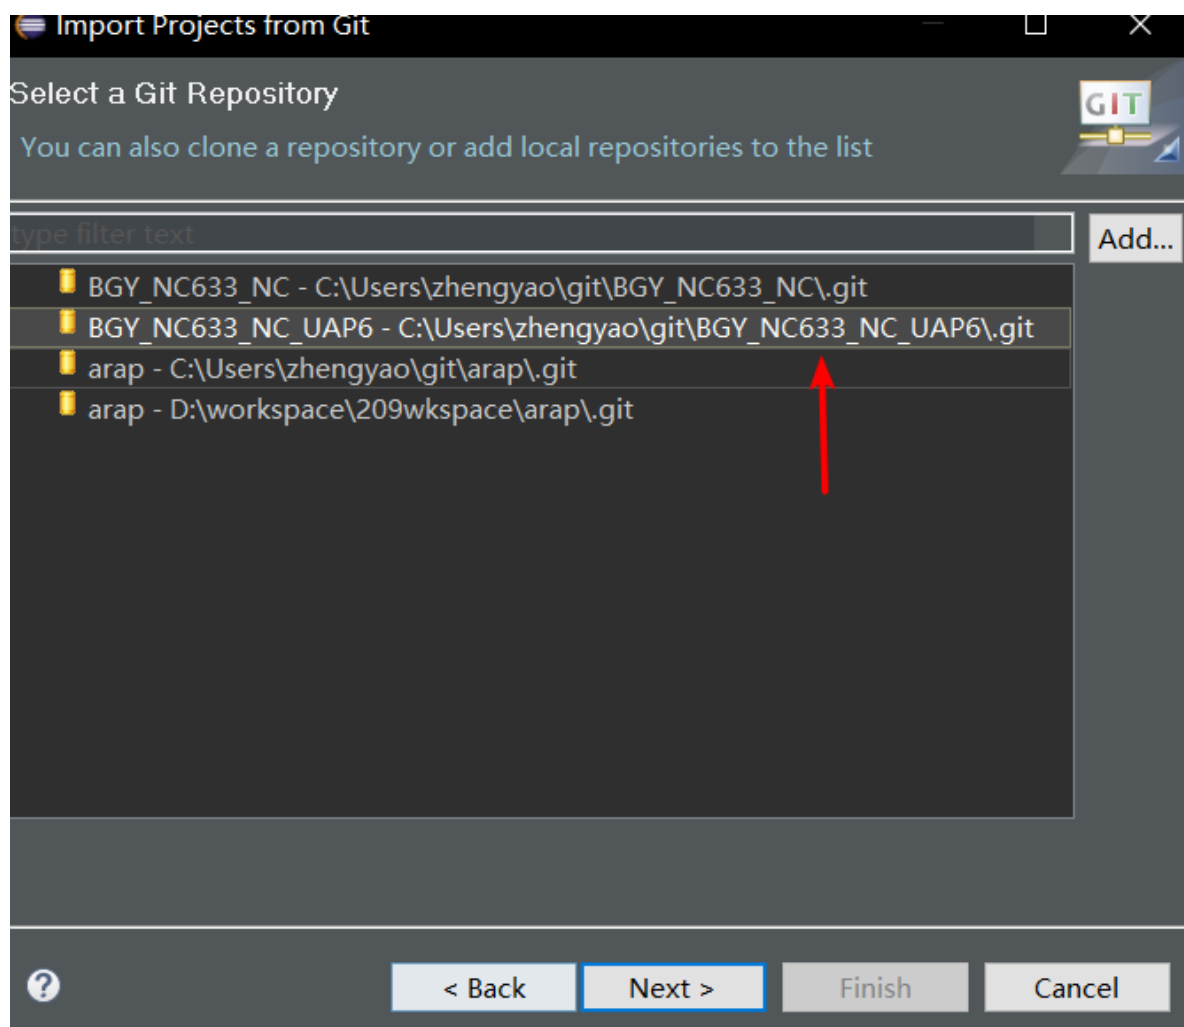 Import Projects from Git
Select a Git Repository
You can also clone a repository or add local repositories to the list
GIT
type filter text
Add...
BGY_NC633_NC - C:\Users\zhengyao\git\BGY_NC633_NC\.git
BGY_NC633_NC_UAP6 - C:\Users\zhengyao\git\BGY_NC633_NC_UAP6\.git
arap - C:\Users\zhengyao\git\arap\.git
arap - D:\workspace\209wkspace\arap\.git
?
< Back
Next >
Finish
Cancel